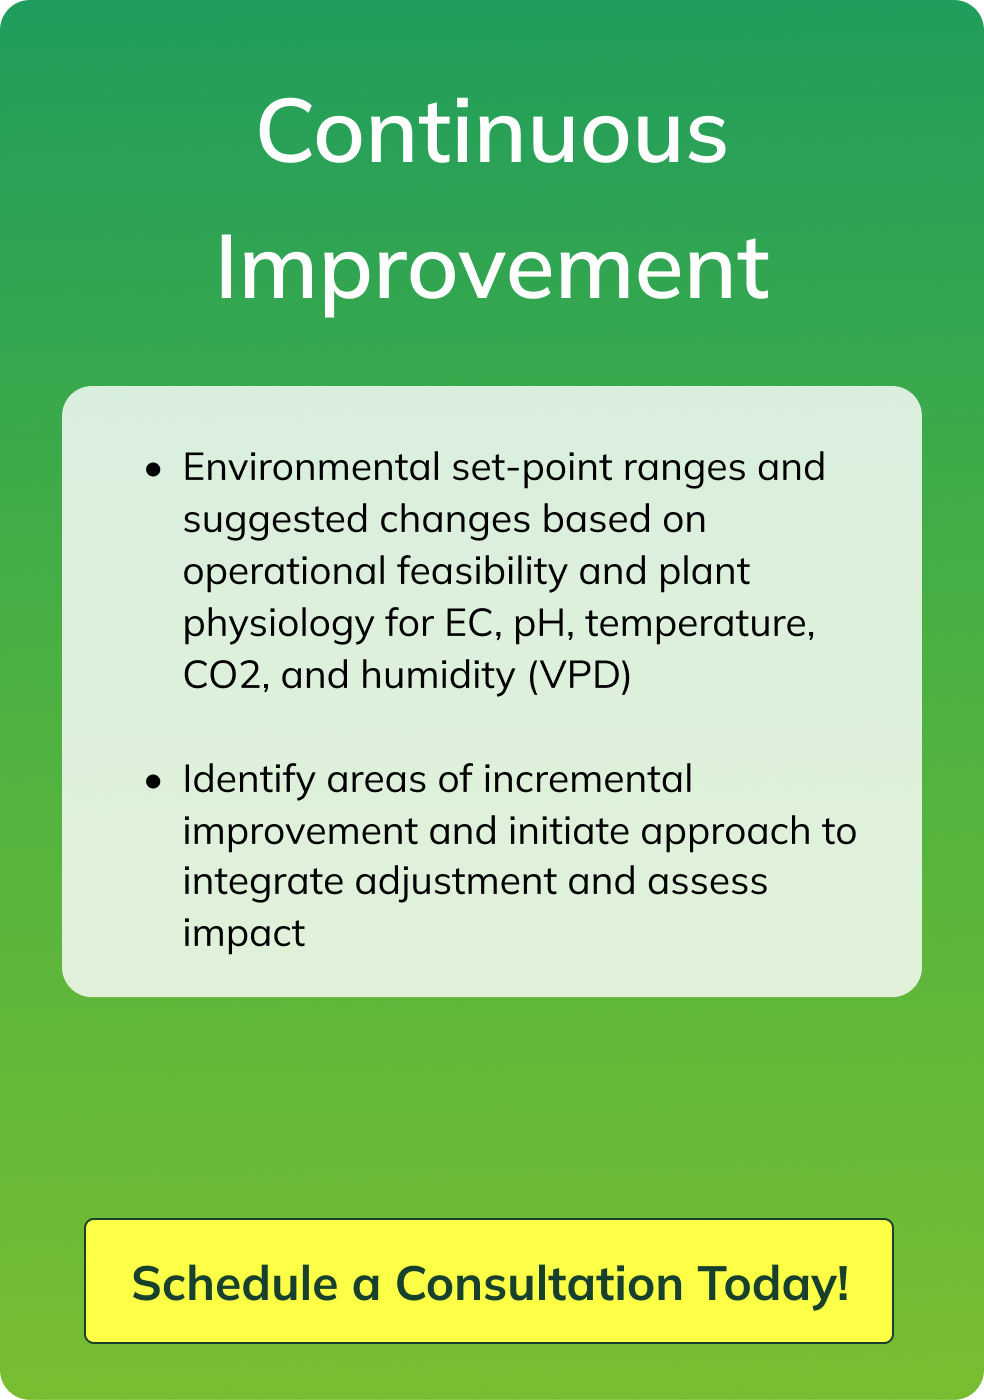 Continuous
Improvement
• Environmental set-point ranges and
suggested changes based on
operational feasibility and plant
physiology for EC, pH, temperature,
CO2, and humidity (VPD)
• Identify areas of incremental
improvement and initiate approach to
integrate adjustment and assess
impact
Schedule a Consultation Today!